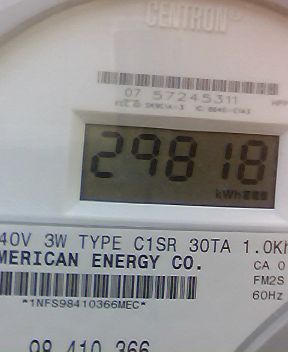 CENTRON®
07 57245311
29818
kWh
40V 3W TYPE C1SR 30TA 1.0Kh
MERICAN ENERGY CO.
CA 0
FM2S
60Hz
*1NFS98410366MEC*
98 410 366